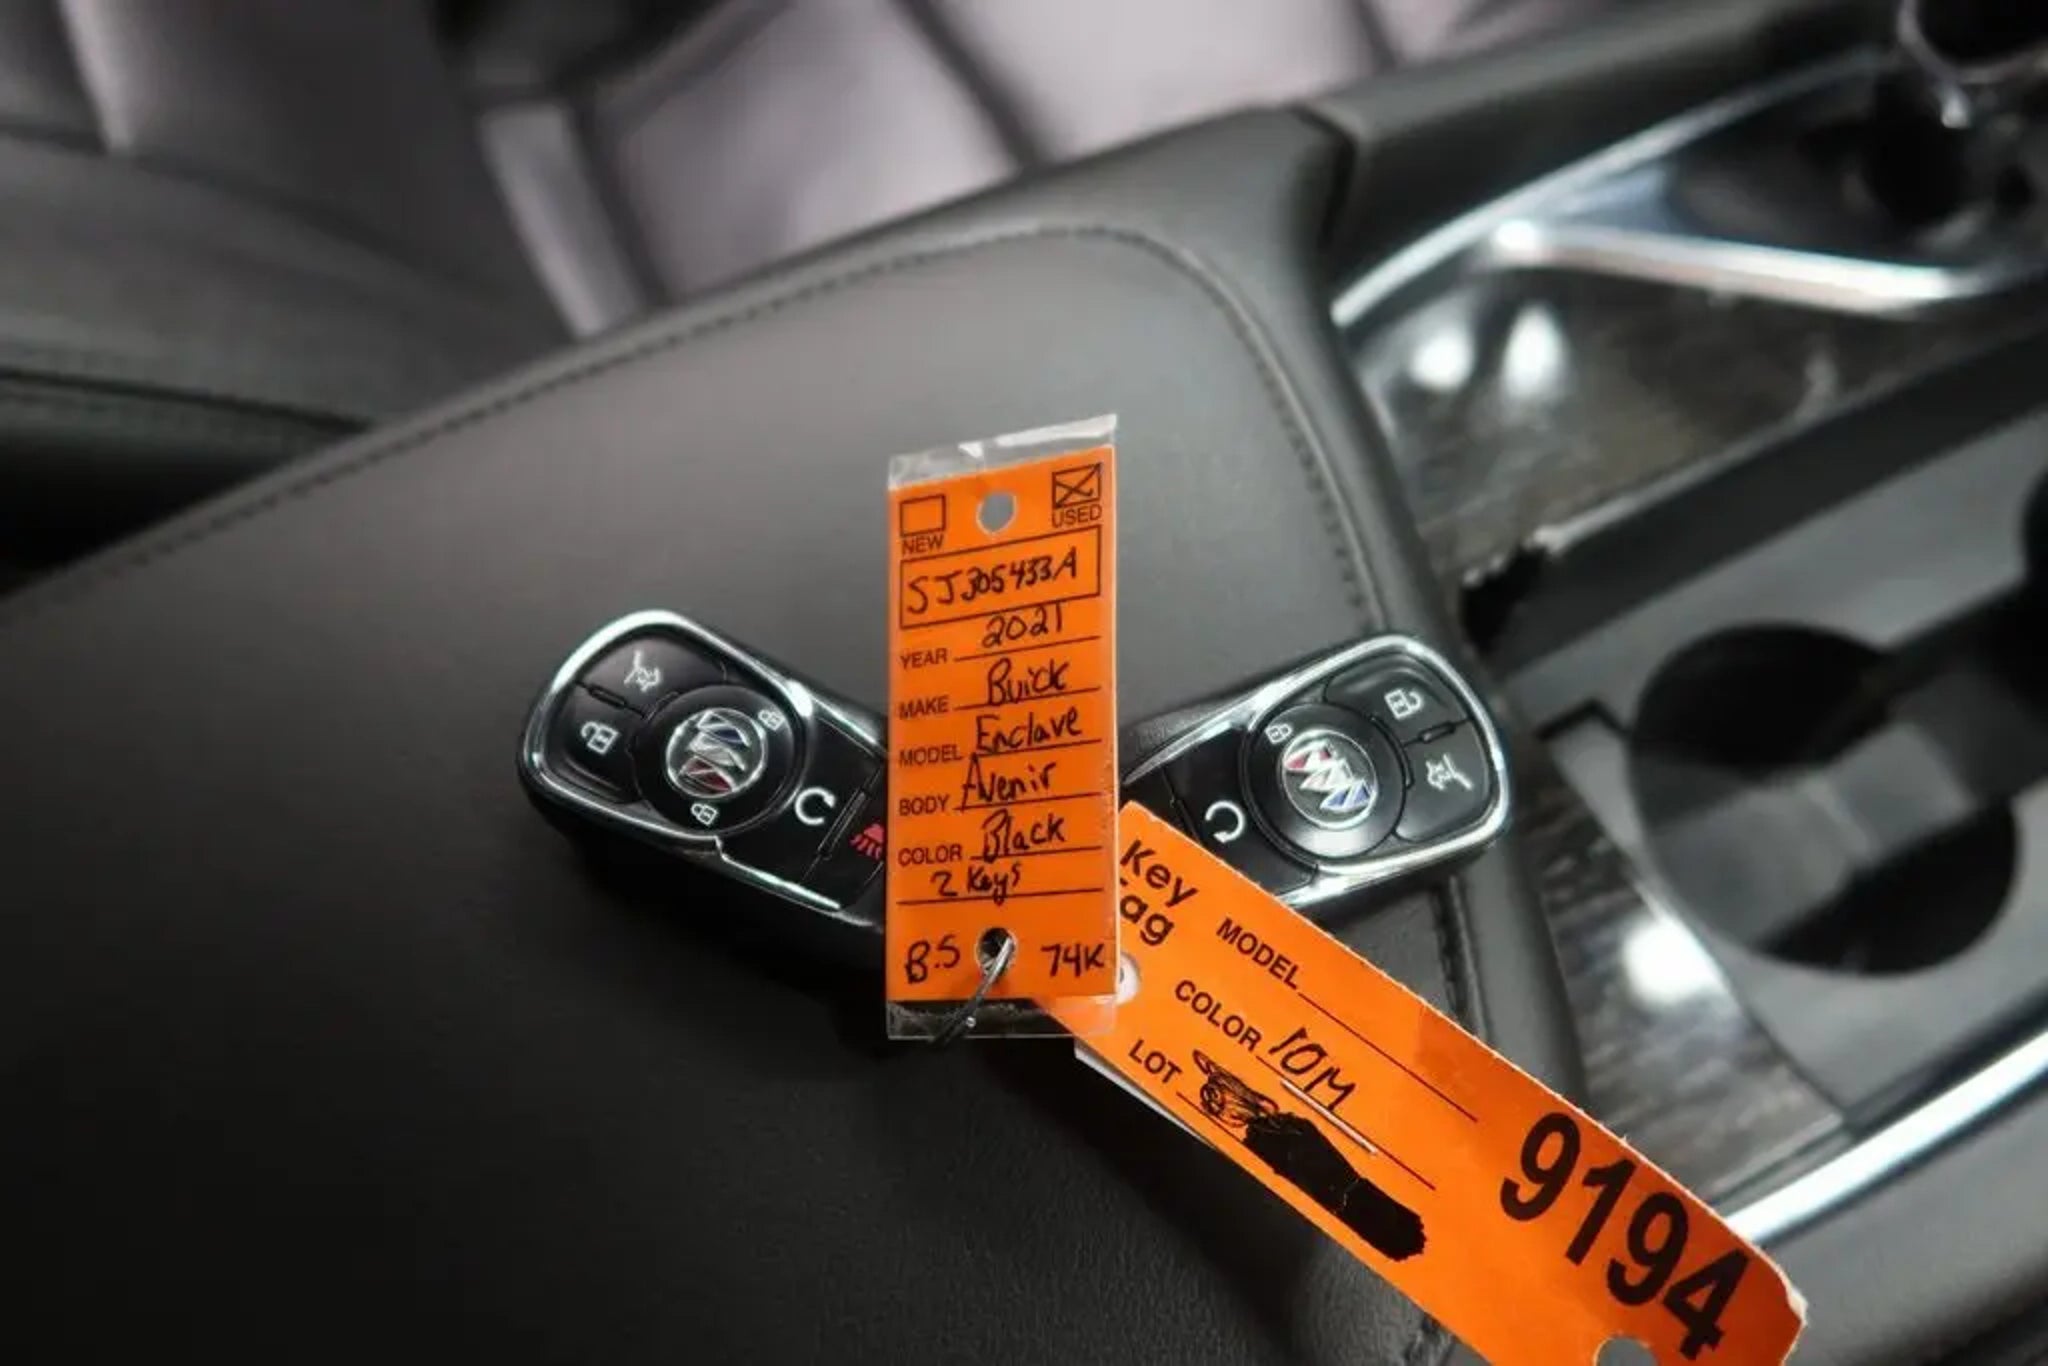 NEW
USED
SJ305433A
YEAR 2021
MAKE Buick
MODEL Enclave
BODY Avenir
COLOR Black
2 Keys
B.S 74K
Key
Tag
MODEL
COLOR 10M
LOT
9194